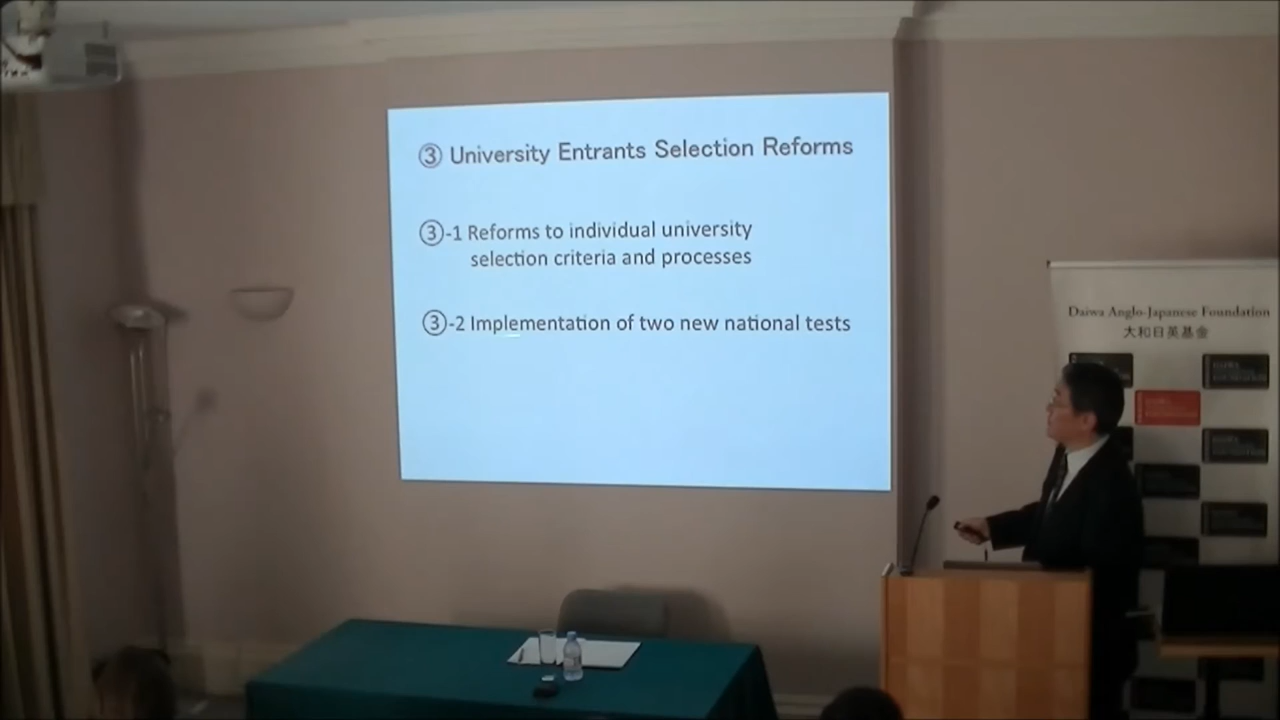 ③ University Entrants Selection Reforms
③-1 Reforms to individual university
selection criteria and processes
③-2 Implementation of two new national tests
Daiwa Anglo-Japanese Foundation
大和日英基金